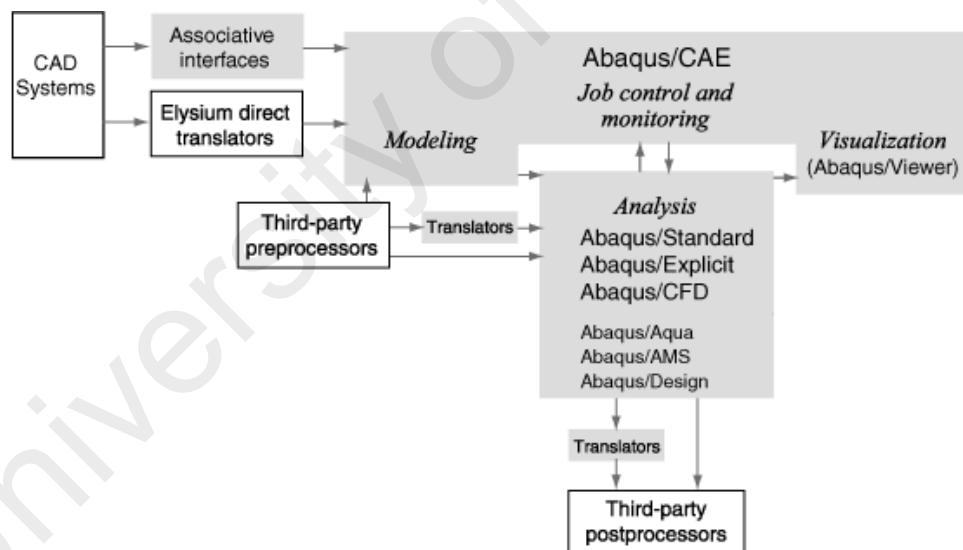 Associative
interfaces
CAD
Systems
Elysium direct
translators
Abaqus/CAE
Job control and
monitoring
Modeling
Visualization
(Abaqus/Viewer)
Third-party
preprocessors
Translators
Analysis
Abaqus/Standard
Abaqus/Explicit
Abaqus/CFD
Abaqus/Aqua
Abaqus/AMS
Abaqus/Design
Translators
Third-party
postprocessors
University of